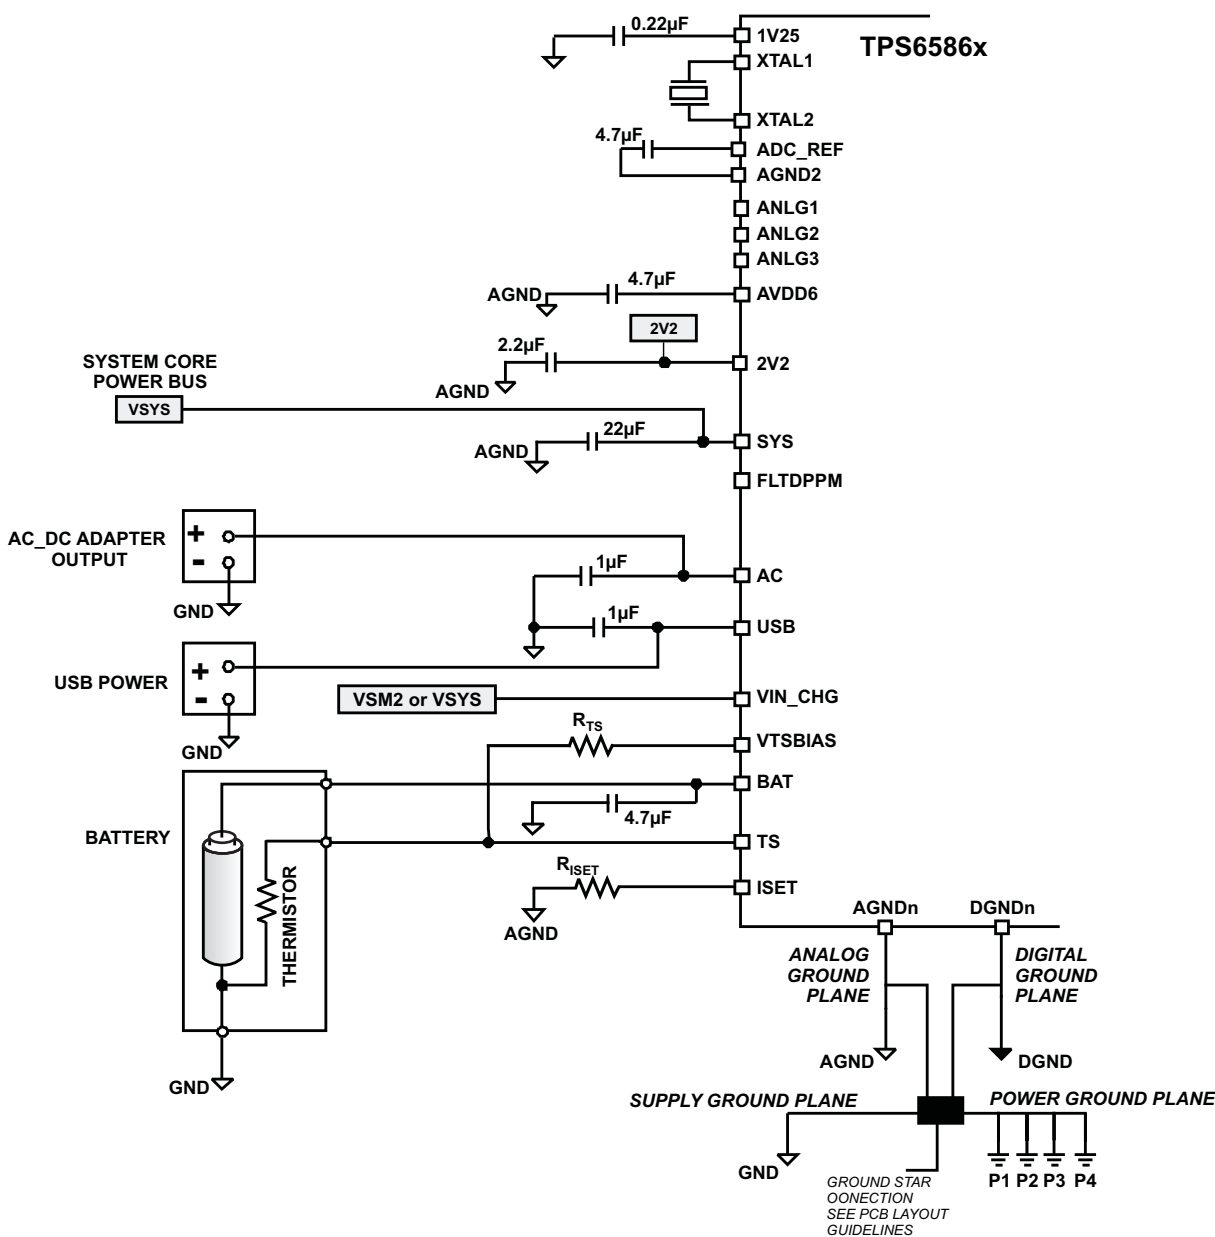 0.22µF
1V25
TPS6586x
XTAL1
XTAL2
4.7µF
ADC_REF
AGND2
ANLG1
ANLG2
ANLG3
4.7µF
AGND
AVDD6
2V2
2.2µF
2V2
AGND
SYSTEM CORE
POWER BUS
VSYS
22µF
AGND
SYS
FLTDPPM
AC_DC ADAPTER
OUTPUT
+
-
GND
1µF
AC
1µF
USB
USB POWER
+
-
GND
VSM2 or VSYS
VIN_CHG
RTS
VTSBIAS
BAT
4.7µF
BATTERY
THERMISTOR
TS
RISET
ISET
AGND
GND
AGNDn
DGNDn
ANALOG
GROUND
PLANE
DIGITAL
GROUND
PLANE
AGND
DGND
SUPPLY GROUND PLANE
POWER GROUND PLANE
GND
P1 P2 P3 P4
GROUND STAR
OONECTION
SEE PCB LAYOUT
GUIDELINES